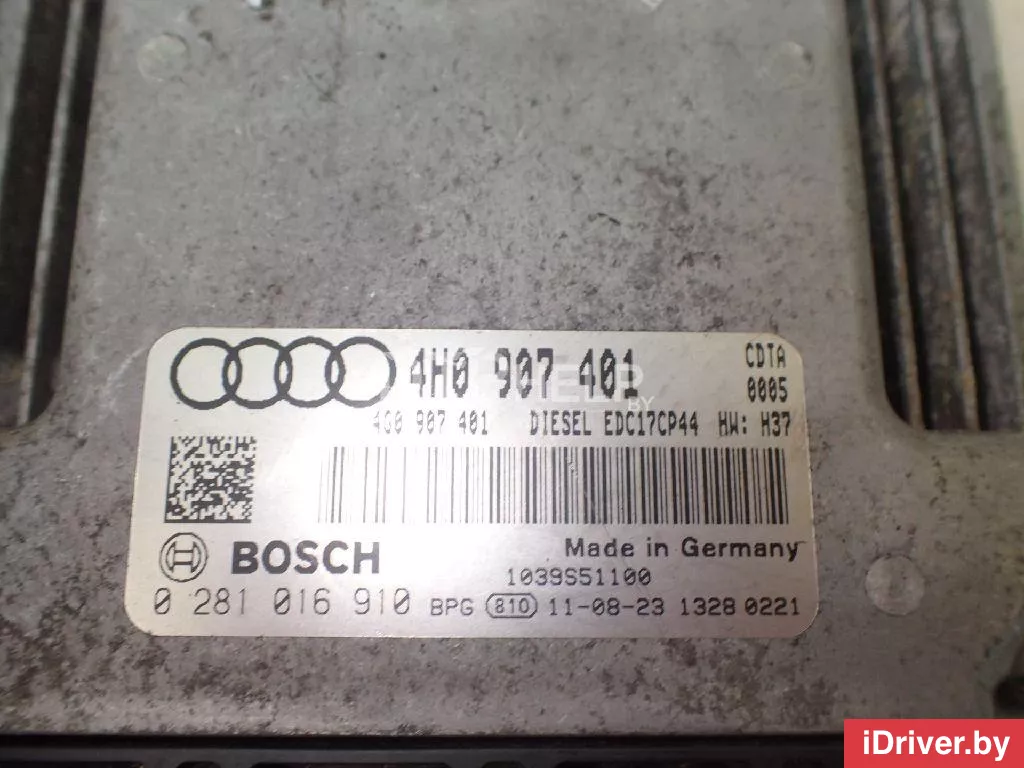 4H0 907 401
CDTA
0005
4G0 907 401 DIESEL EDC17CP44 HW: H37
BOSCH
Made in Germany
1039S51100
0 281 016 910 BPG 810 11-08-23 1328 0221
iDriver.by